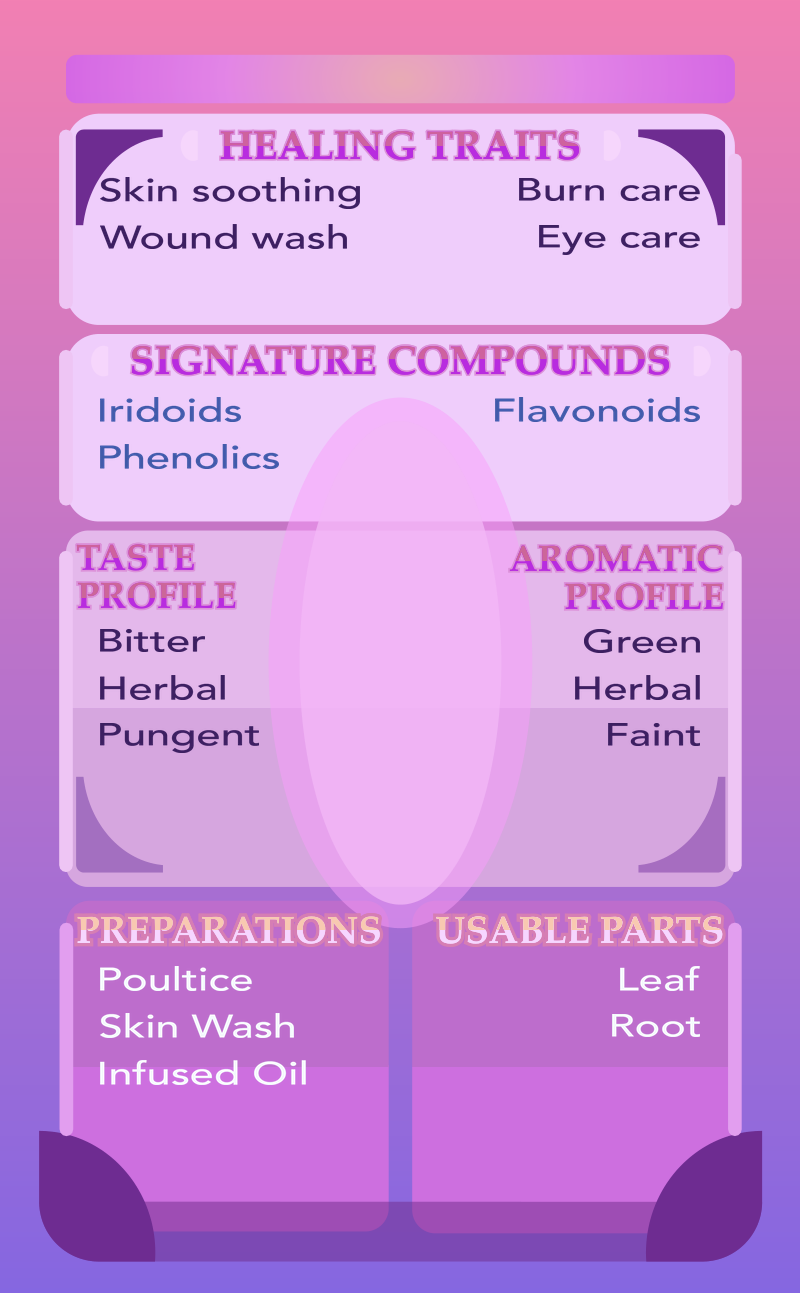 HEALING TRAITS
Skin soothing Burn care
Wound wash Eye care
SIGNATURE COMPOUNDS
Iridoids Flavonoids
Phenolics
TASTE PROFILE
Bitter
Herbal
Pungent
AROMATIC PROFILE
Green
Herbal
Faint
PREPARATIONS
Poultice
Skin Wash
Infused Oil
USABLE PARTS
Leaf
Root